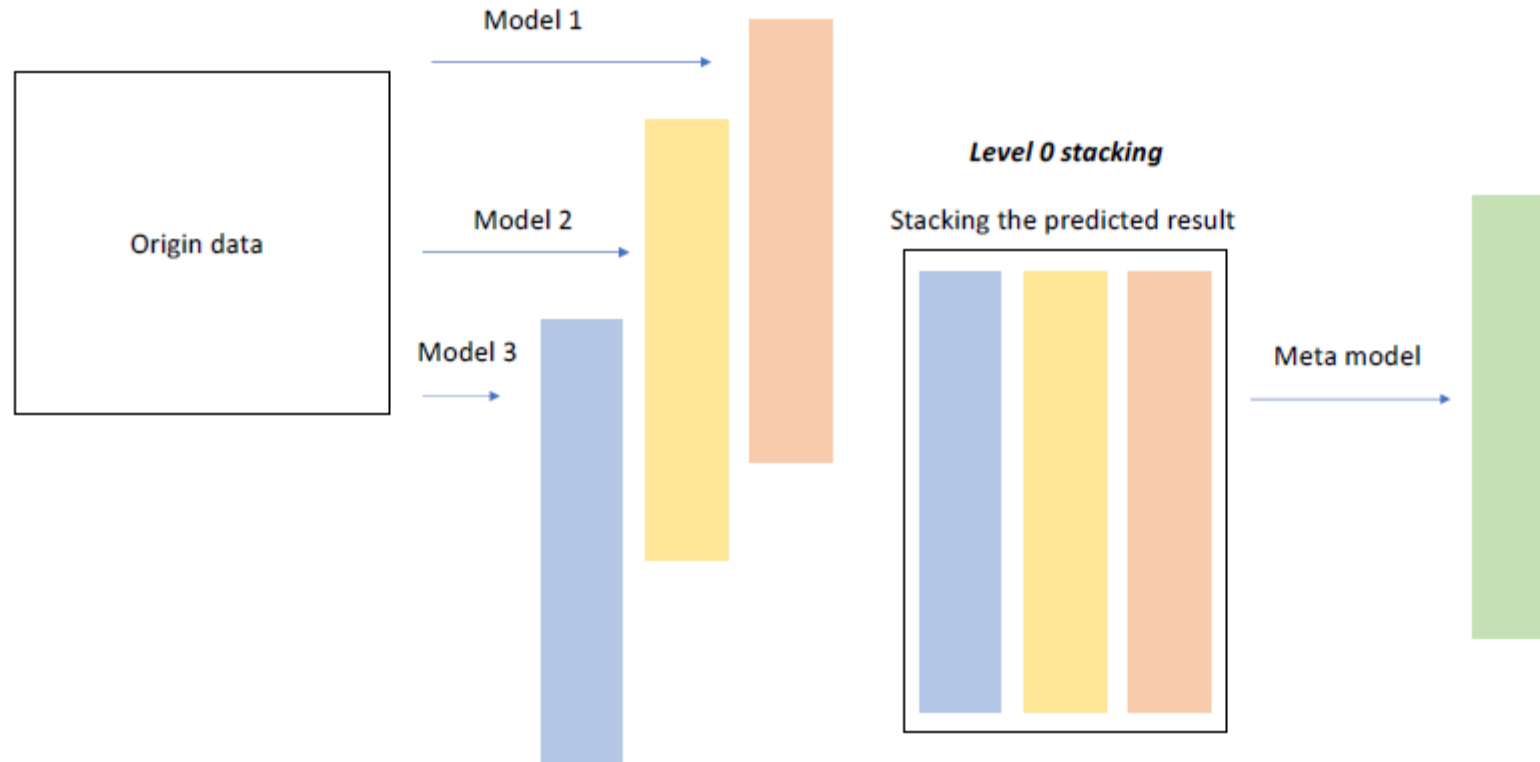 Model 1
Level 0 stacking
Model 2
Stacking the predicted result
Origin data
Model 3
Meta model